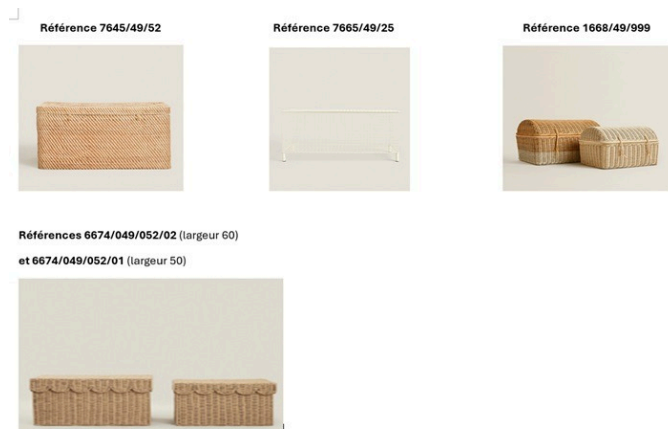 Référence 7645/49/52
Référence 7665/49/25
Référence 1668/49/999
Références 6674/049/052/02 (largeur 60)
et 6674/049/052/01 (largeur 50)